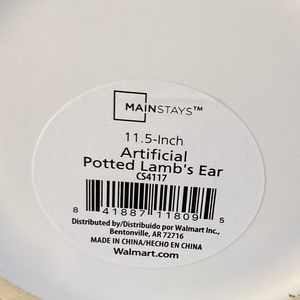 MAINSTAYS™
11.5-Inch
Artificial
Potted Lamb's Ear
CS4117
8 41887 11809 5
Distributed by/Distribuido por Walmart Inc.,
Bentonville, AR 72716
MADE IN CHINA/HECHO EN CHINA
Walmart.com